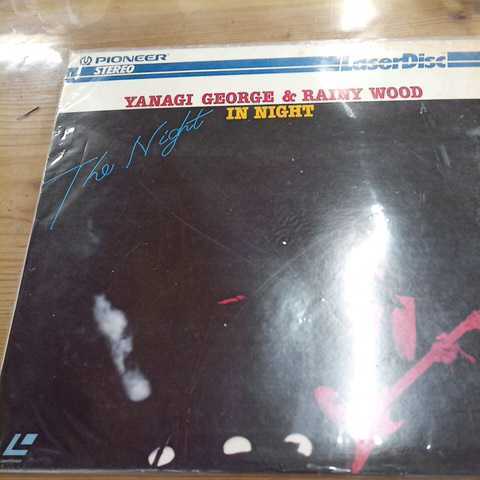 PIONEER
STEREO
LaserDisc
YANAGI GEORGE & RAINY WOOD
IN NIGHT
The Night